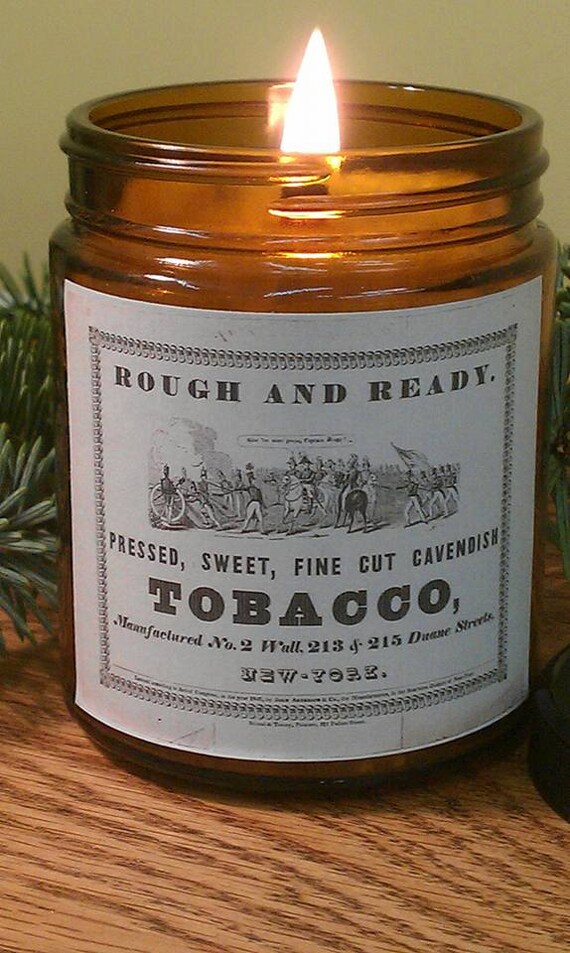 ROUGH AND READY.
PRESSED, SWEET, FINE CUT CAVENDISH
TOBACCO,
Manufactured No. 2 Wall, 213 & 215 Duane Streets.
NEW-YORK.